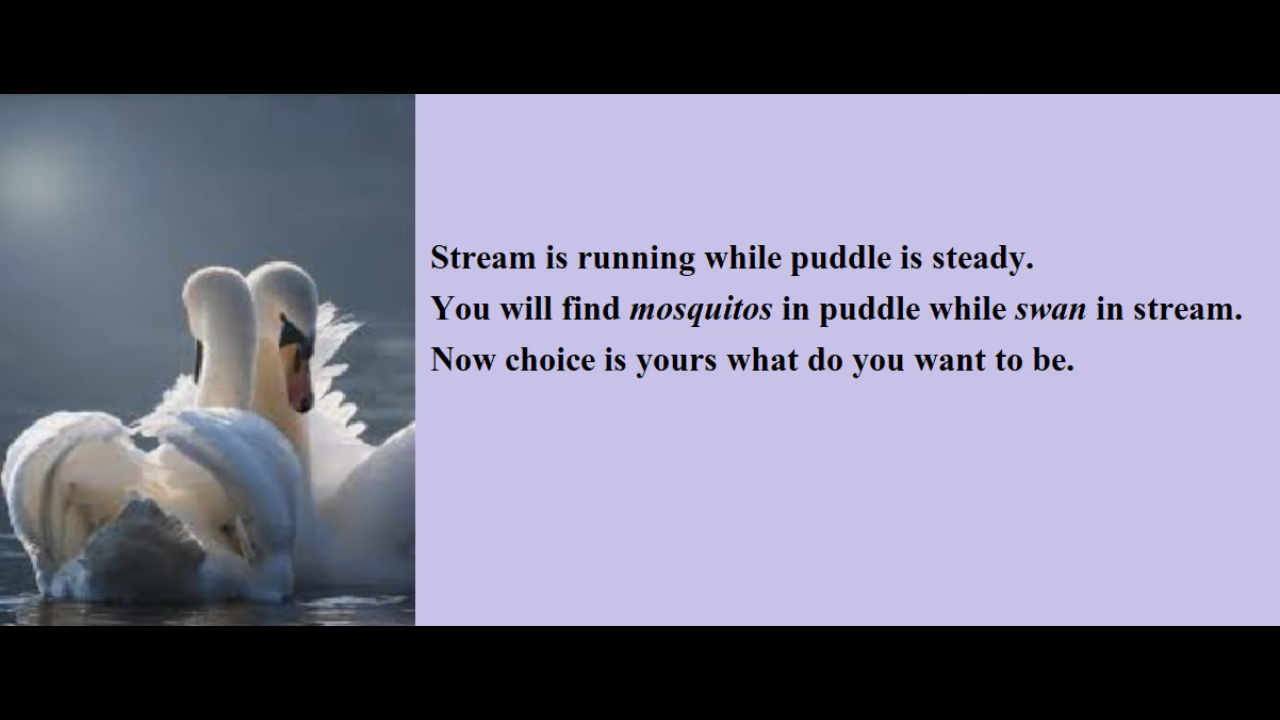 Stream is running while puddle is steady.
You will find mosquitos in puddle while swan in stream.
Now choice is yours what do you want to be.